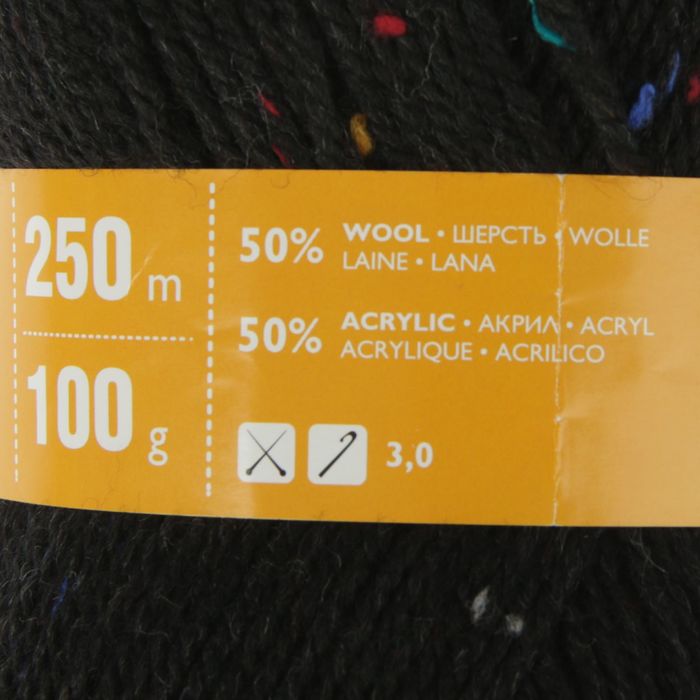 250 m
100 g
50% WOOL • ШЕРСТЬ • WOLLE
LAINE • LANA
50% ACRYLIC • АКРИЛ • ACRYL
ACRYLIQUE • ACRILICO
3,0